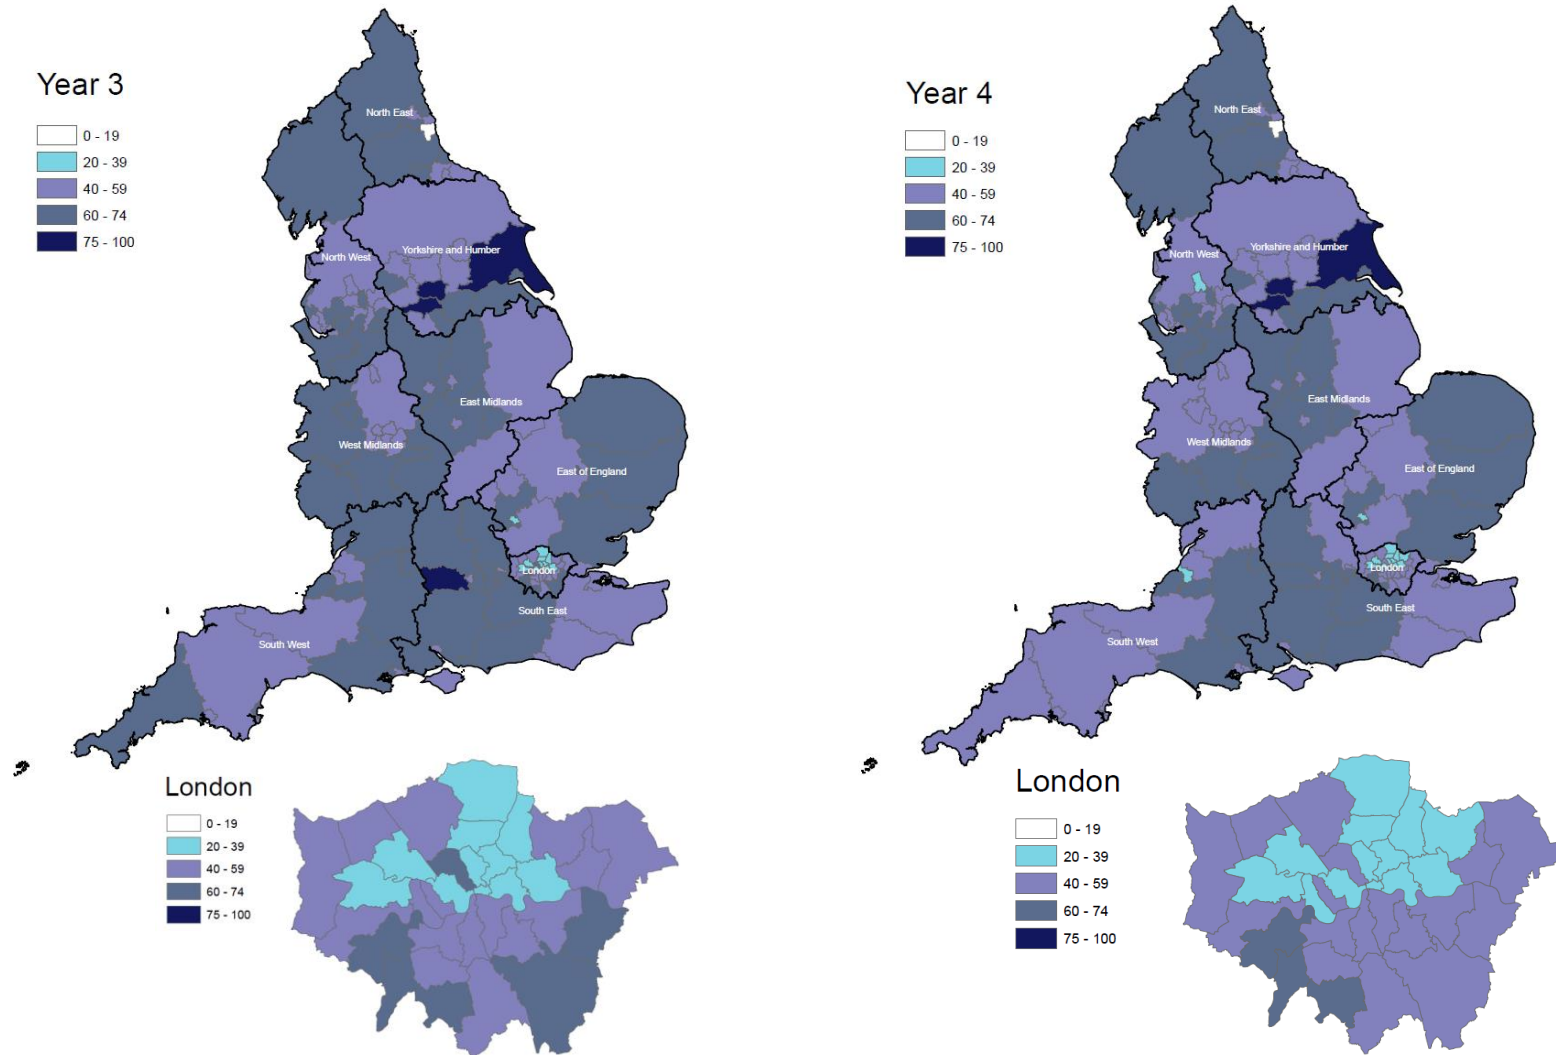 Year 3
0 - 19
20 - 39
40 - 59
60 - 74
75 - 100
North East
Yorkshire and Humber
North West
East Midlands
West Midlands
East of England
London
South East
South West
London
0 - 19
20 - 39
40 - 59
60 - 74
75 - 100
Year 4
0 - 19
20 - 39
40 - 59
60 - 74
75 - 100
North East
Yorkshire and Humber
North West
East Midlands
West Midlands
East of England
London
South East
South West
London
0 - 19
20 - 39
40 - 59
60 - 74
75 - 100